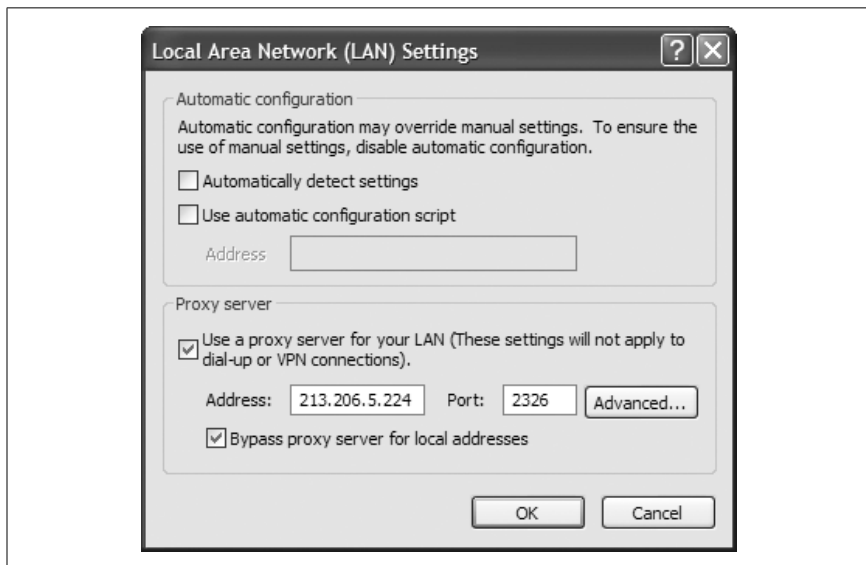 Local Area Network (LAN) Settings
Automatic configuration
Automatic configuration may override manual settings. To ensure the
use of manual settings, disable automatic configuration.
Automatically detect settings
Use automatic configuration script
Address
Proxy server
Use a proxy server for your LAN (These settings will not apply to
dial-up or VPN connections).
Address: 213.206.5.224 Port: 2326 Advanced...
Bypass proxy server for local addresses
OK Cancel